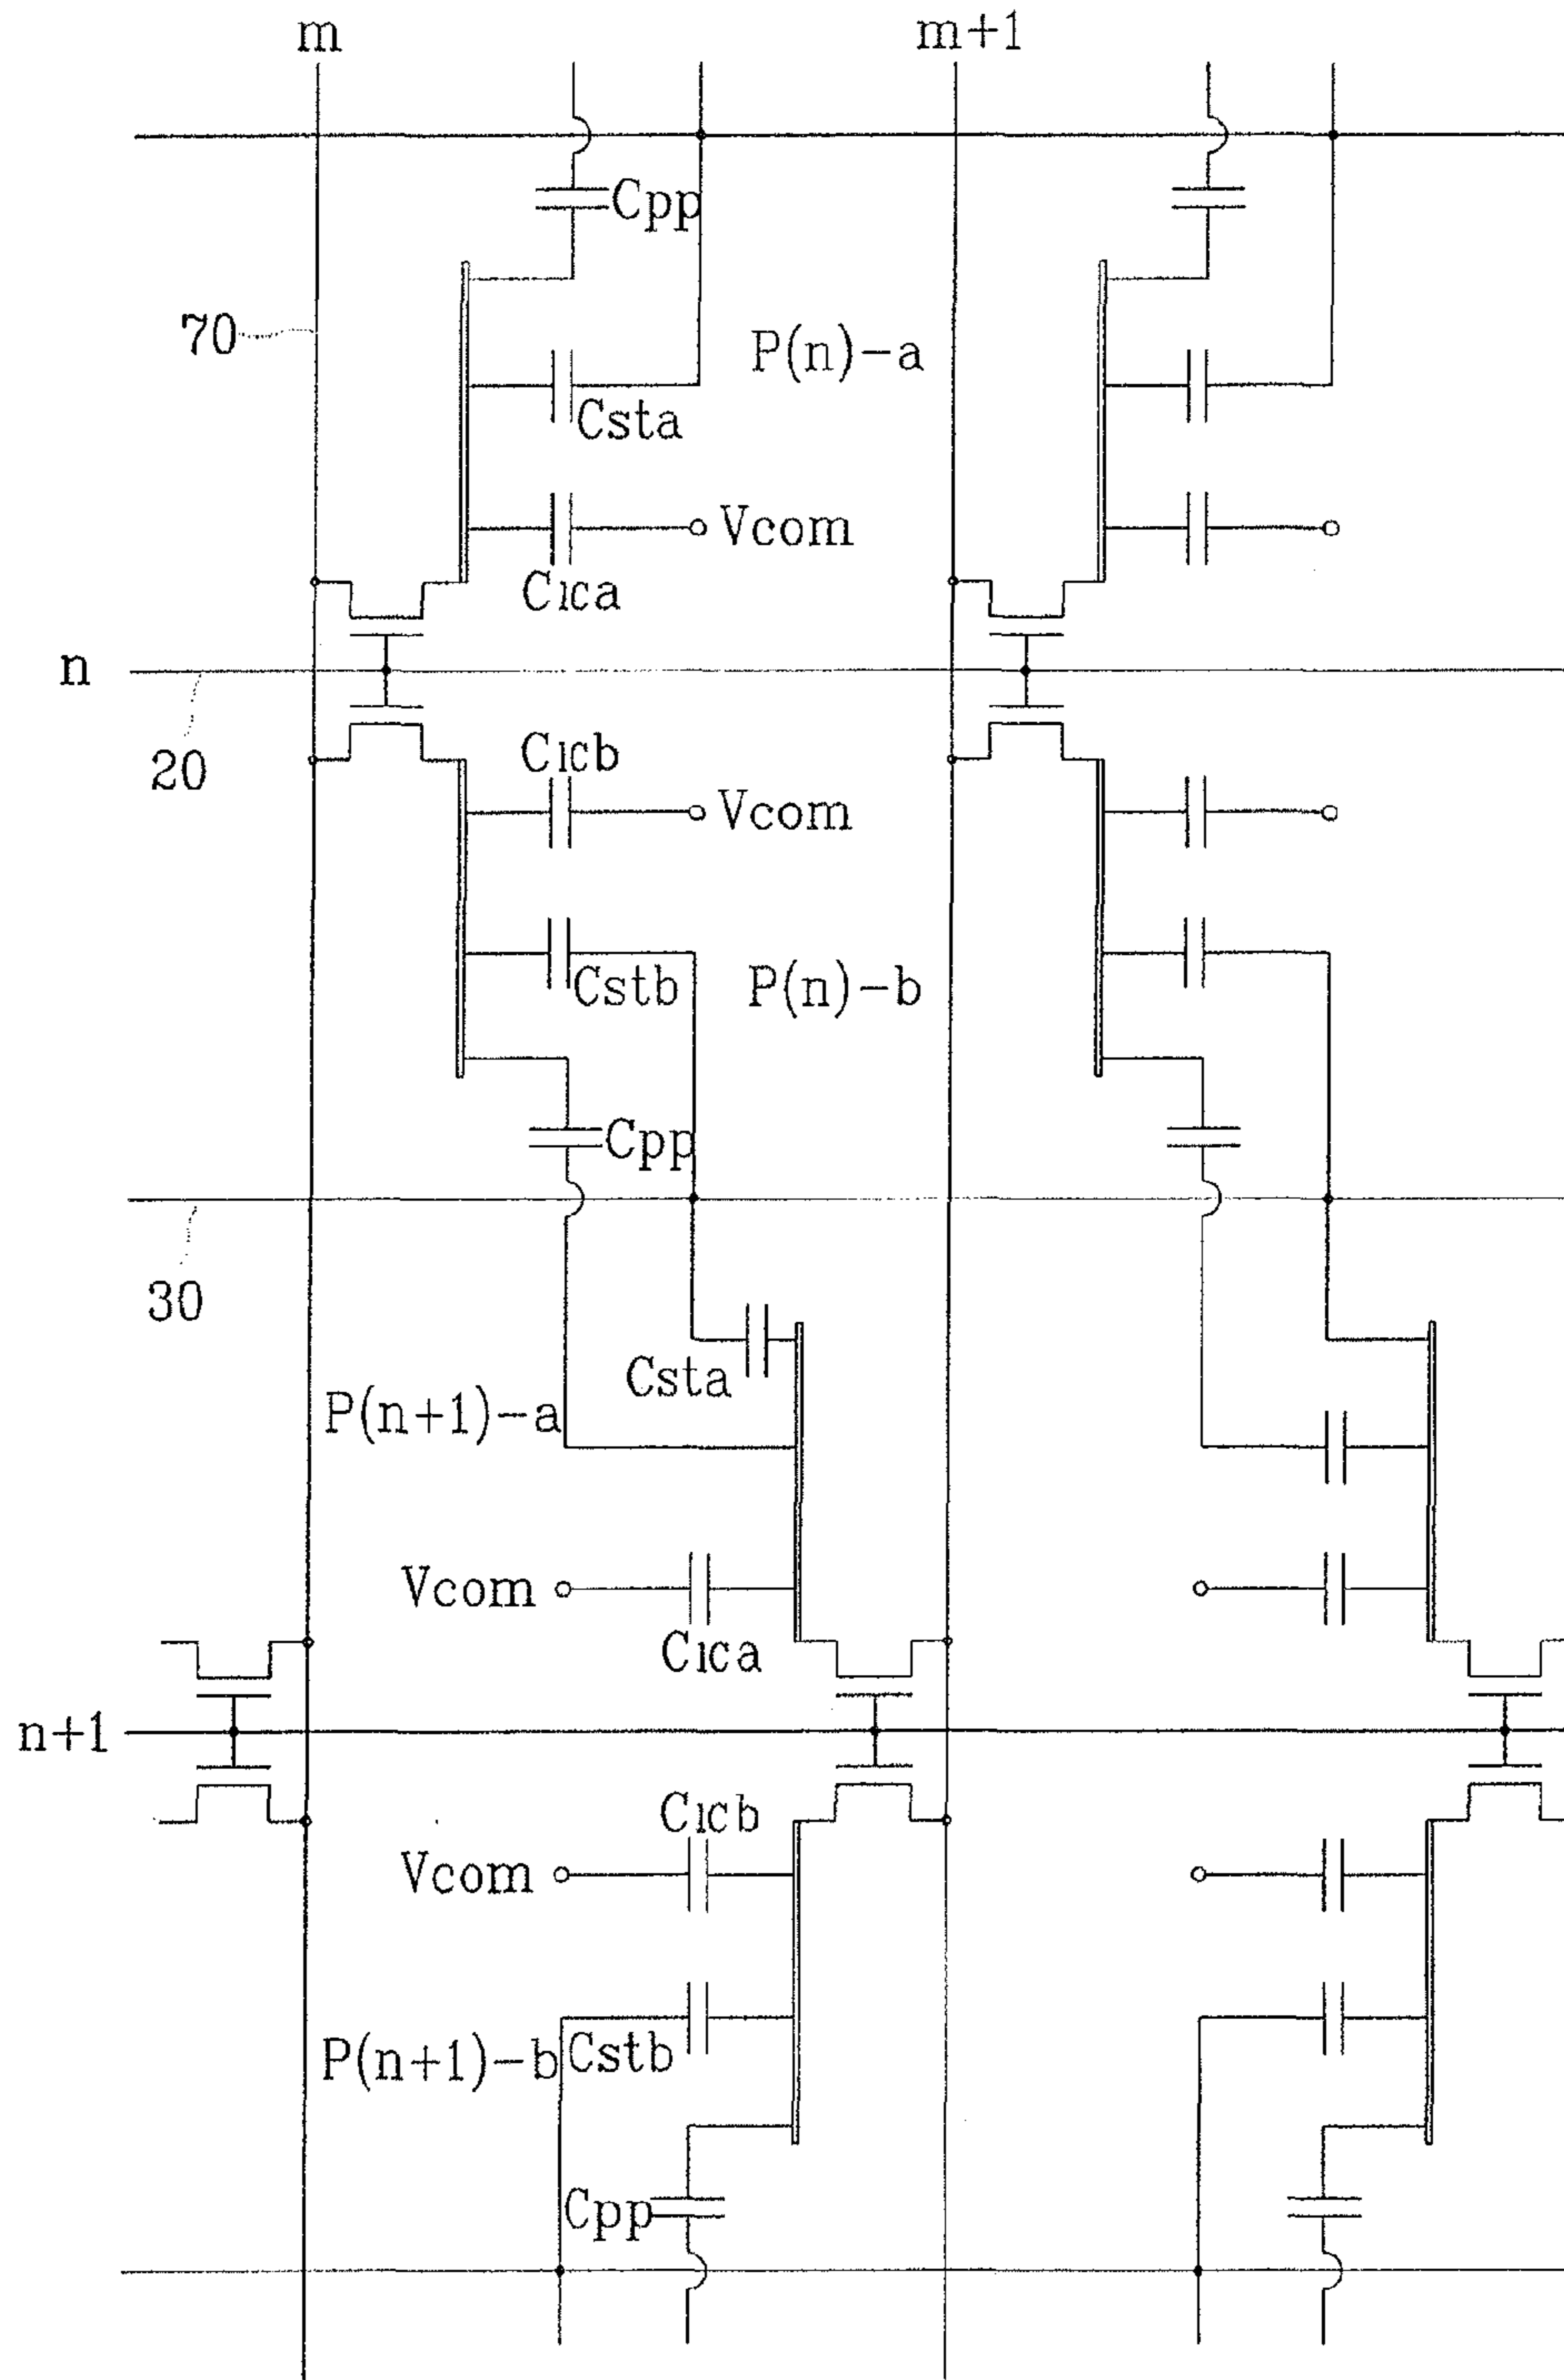 m
m+1
Cpp
70
P(n)-a
Csta
Vcom
Clca
n
20
Clcb
Vcom
Cstb
P(n)-b
Cpp
30
Csta
P(n+1)-a
Vcom
Clca
n+1
Clcb
Vcom
P(n+1)-b
Cstb
Cpp